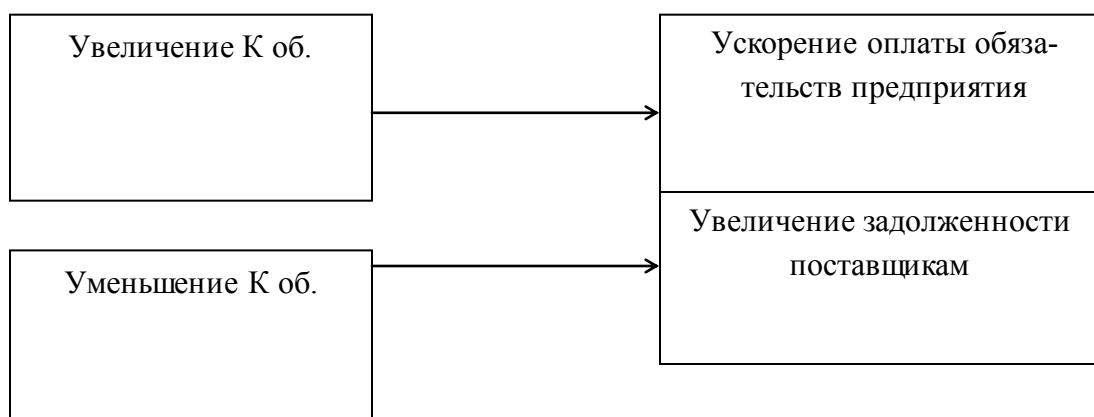 Увеличение К об.
Ускорение оплаты обяза-
тельств предприятия
Уменьшение К об.
Увеличение задолженности
поставщикам